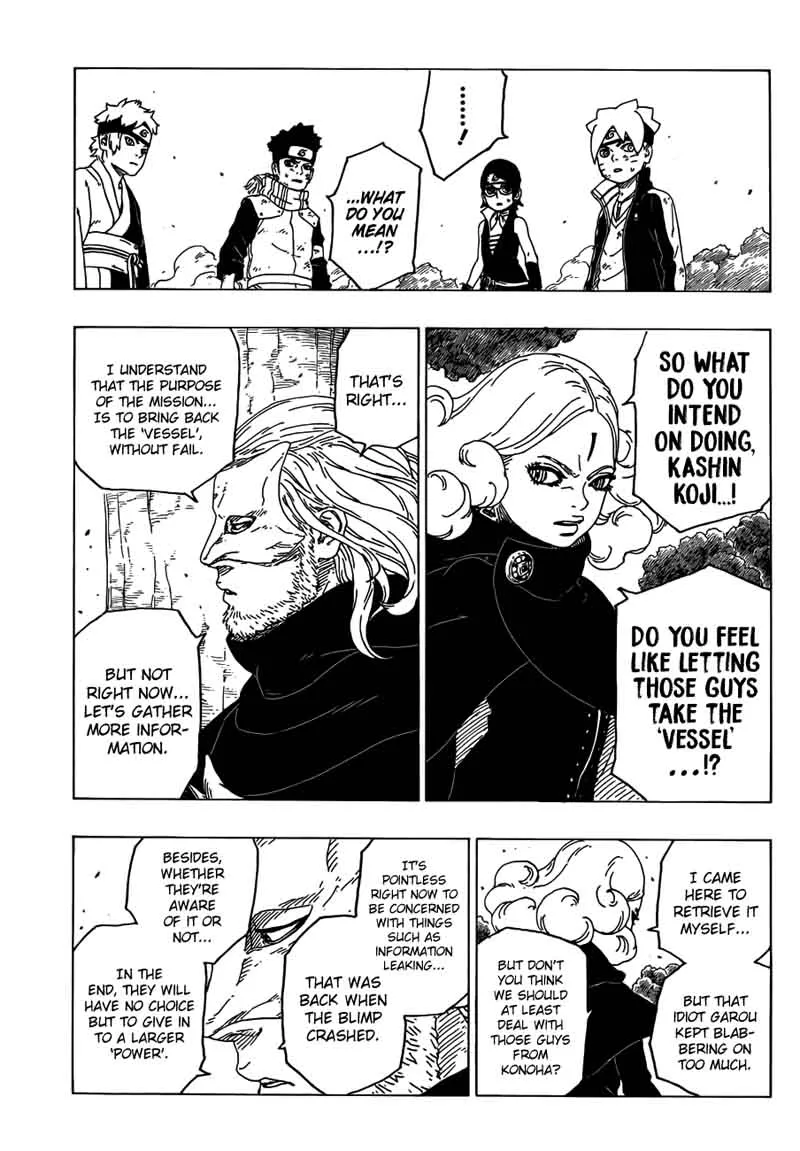 ......!
...WHAT
DO YOU
MEAN
...!?
SO WHAT
DO YOU
INTEND
ON DOING,
KASHIN
KOJI...!
DO YOU FEEL
LIKE LETTING
THOSE GUYS
TAKE THE
'VESSEL'
...!?
THAT'S
RIGHT...
I UNDERSTAND
THAT THE PURPOSE
OF THE MISSION...
IS TO BRING BACK
THE 'VESSEL',
WITHOUT FAIL.
BUT NOT
RIGHT NOW...
LET'S GATHER
MORE INFOR-
MATION.
I CAME
HERE TO
RETRIEVE IT
MYSELF...
BUT THAT
IDIOT GAROU
KEPT BLAB-
BERING ON
TOO MUCH.
BUT DON'T
YOU THINK
WE SHOULD
AT LEAST
DEAL WITH
THOSE GUYS
FROM
KONOHA?
IT'S
POINTLESS
RIGHT NOW TO
BE CONCERNED
WITH THINGS
SUCH AS
INFORMATION
LEAKING...
THAT WAS
BACK WHEN
THE BLIMP
CRASHED.
BESIDES,
WHETHER
THEY'RE
AWARE
OF IT OR
NOT...
IN THE
END, THEY WILL
HAVE NO CHOICE
BUT TO GIVE IN
TO A LARGER
'POWER'.